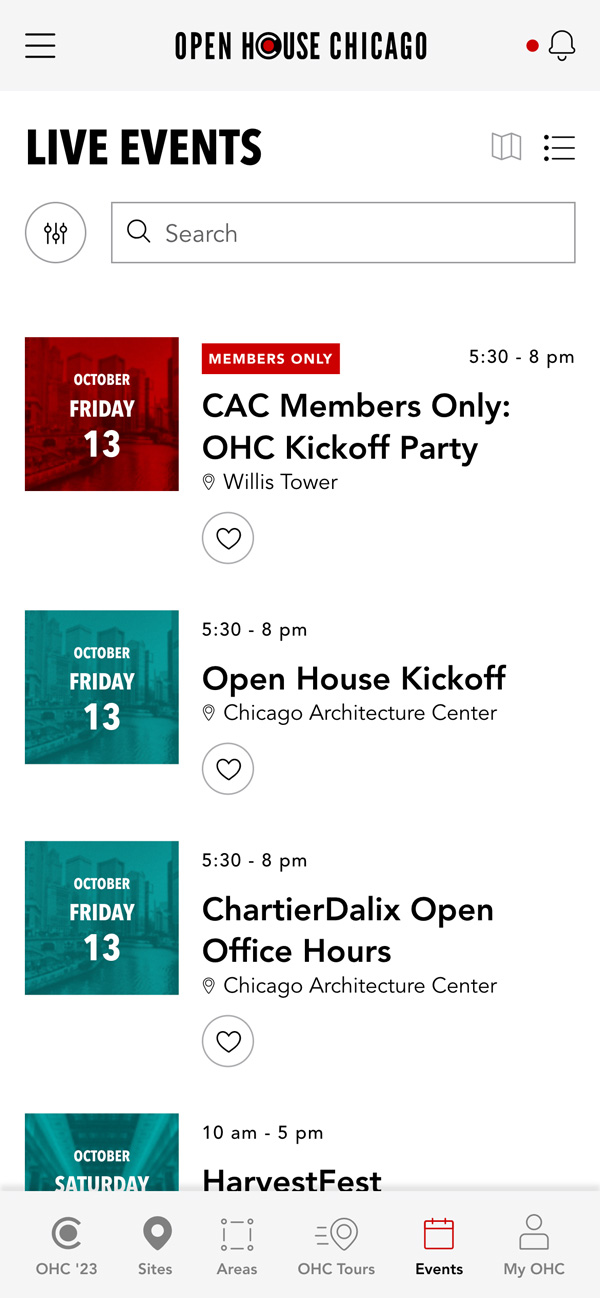 OPEN HOUSE CHICAGO
LIVE EVENTS
Search
OCTOBER
FRIDAY
13
MEMBERS ONLY
5:30 - 8 pm
CAC Members Only:
OHC Kickoff Party
Willis Tower
OCTOBER
FRIDAY
13
5:30 - 8 pm
Open House Kickoff
Chicago Architecture Center
OCTOBER
FRIDAY
13
5:30 - 8 pm
ChartierDalix Open
Office Hours
Chicago Architecture Center
OCTOBER
SATURDAY
10 am - 5 pm
HarvestFest
OHC '23
Sites
Areas
OHC Tours
Events
My OHC